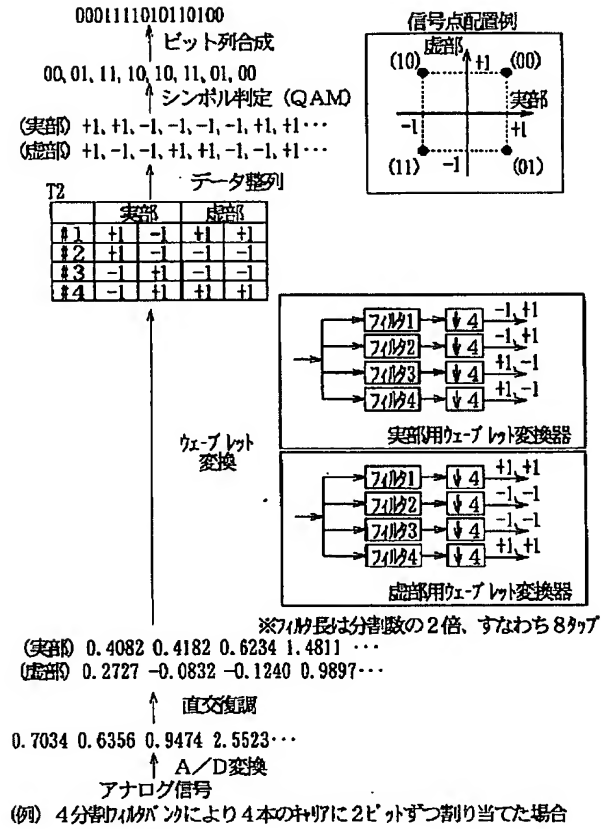 0001111010110100
ビット列合成
00, 01, 11, 10, 10, 11, 01, 00
シンボル判定（QAM）
(実部) +1、+1、-1、-1、-1、-1、+1、+1…
(虚部) +1、-1、-1、+1、+1、-1、-1、+1…
データ整列
信号点配置例
虚部
(10) +1 (00)
実部
-1 +1
(11) -1 (01)
T2
実部 虚部
#1 +1 -1 +1 +1
#2 +1 -1 -1 -1
#3 -1 +1 -1 -1
#4 -1 +1 +1 +1
フィルタ1 ↓4 -1、+1
フィルタ2 ↓4 -1、+1
フィルタ3 ↓4 +1、-1
フィルタ4 ↓4 +1、-1
実部用ウェーブレット変換器
ウェーブレット
変換
フィルタ1 ↓4 +1、+1
フィルタ2 ↓4 -1、-1
フィルタ3 ↓4 -1、-1
フィルタ4 ↓4 +1、+1
虚部用ウェーブレット変換器
※フィルタ長は分割数の2倍、すなわち8タップ
(実部) 0.4082 0.4182 0.6234 1.4811 …
(虚部) 0.2727 -0.0832 -0.1240 0.9897…
直交復調
0.7034 0.6356 0.9474 2.5523…
A／D変換
アナログ信号
(例) 4分割フィルタバンクにより4本のキャリアに2ビットずつ割り当てた場合